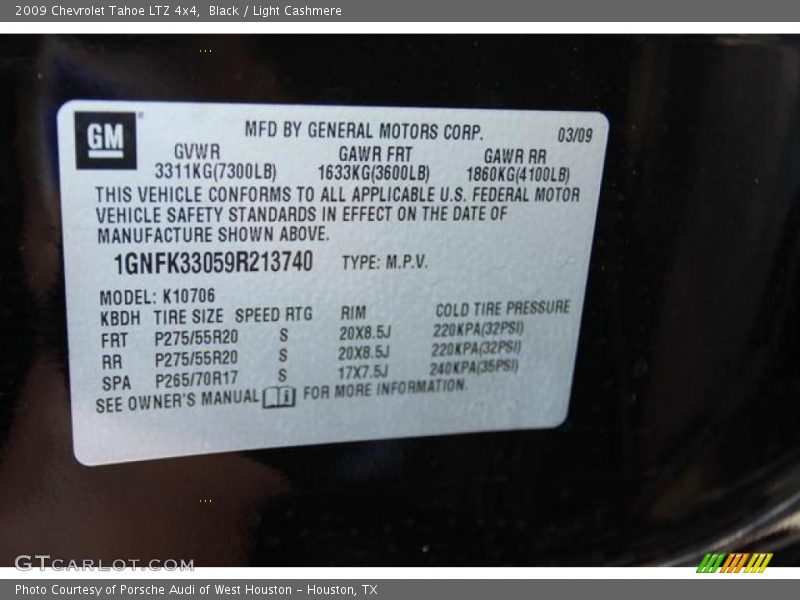 2009 Chevrolet Tahoe LTZ 4x4, Black / Light Cashmere
GM
MFD BY GENERAL MOTORS CORP. 03/09
GVWR GAWR FRT GAWR RR
3311KG(7300LB) 1633KG(3600LB) 1860KG(4100LB)
THIS VEHICLE CONFORMS TO ALL APPLICABLE U.S. FEDERAL MOTOR
VEHICLE SAFETY STANDARDS IN EFFECT ON THE DATE OF
MANUFACTURE SHOWN ABOVE.
1GNFK33059R213740 TYPE: M.P.V.
MODEL: K10706
KBDH TIRE SIZE SPEED RTG RIM COLD TIRE PRESSURE
FRT P275/55R20 S 20X8.5J 220KPA(32PSI)
RR P275/55R20 S 20X8.5J 220KPA(32PSI)
SPA P265/70R17 S 17X7.5J 240KPA(35PSI)
SEE OWNER'S MANUAL FOR MORE INFORMATION.
GTCARLOT.COM
Photo Courtesy of Porsche Audi of West Houston - Houston, TX